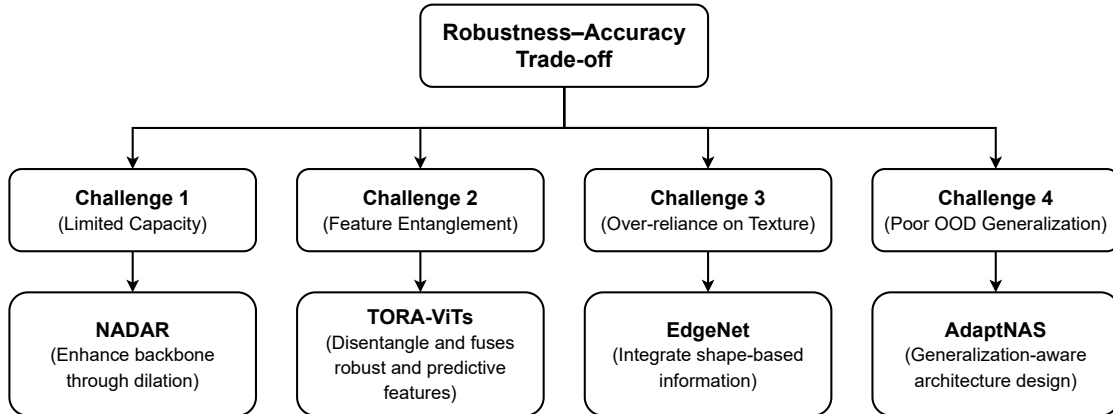 Robustness–Accuracy
Trade-off
Challenge 1
(Limited Capacity)
Challenge 2
(Feature Entanglement)
Challenge 3
(Over-reliance on Texture)
Challenge 4
(Poor OOD Generalization)
NADAR
(Enhance backbone
through dilation)
TORA-ViTs
(Disentangle and fuses
robust and predictive
features)
EdgeNet
(Integrate shape-based
information)
AdaptNAS
(Generalization-aware
architecture design)